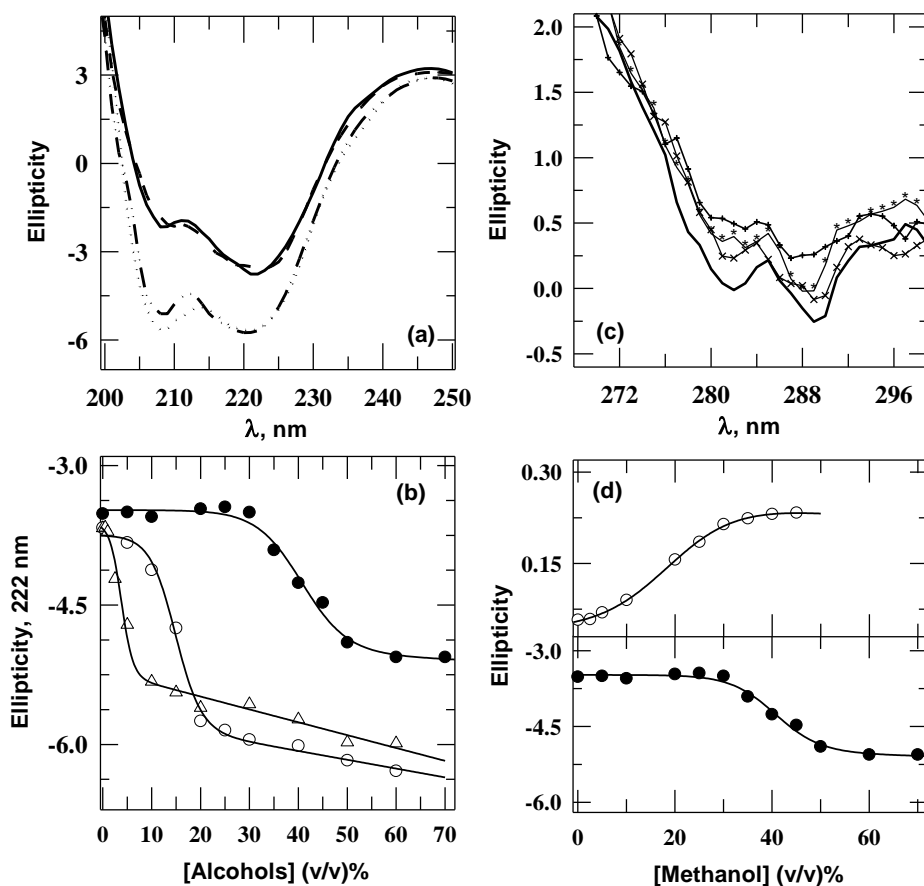 Ellipticity
3
0
-3
-6
(a)
200 210 220 230 240 250
λ, nm
Ellipticity
2.0
1.5
1.0
0.5
0.0
-0.5
(c)
272 280 288 296
λ, nm
Ellipticity, 222 nm
-3.0
-4.5
-6.0
(b)
0 10 20 30 40 50 60 70
[Alcohols] (v/v)%
Ellipticity
0.30
0.15
-3.0
-4.5
-6.0
(d)
0 20 40 60
[Methanol] (v/v)%